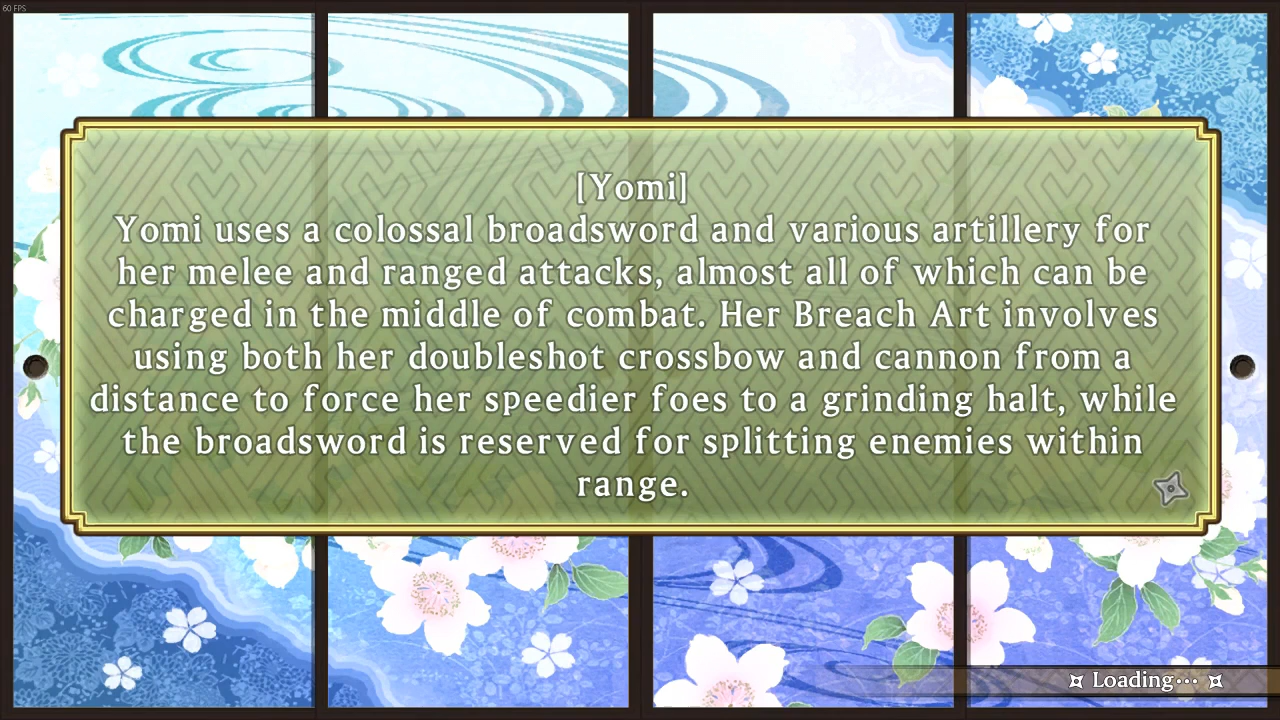 60 FPS
[Yomi]
Yomi uses a colossal broadsword and various artillery for
her melee and ranged attacks, almost all of which can be
charged in the middle of combat. Her Breach Art involves
using both her doubleshot crossbow and cannon from a
distance to force her speedier foes to a grinding halt, while
the broadsword is reserved for splitting enemies within
range.
Loading···